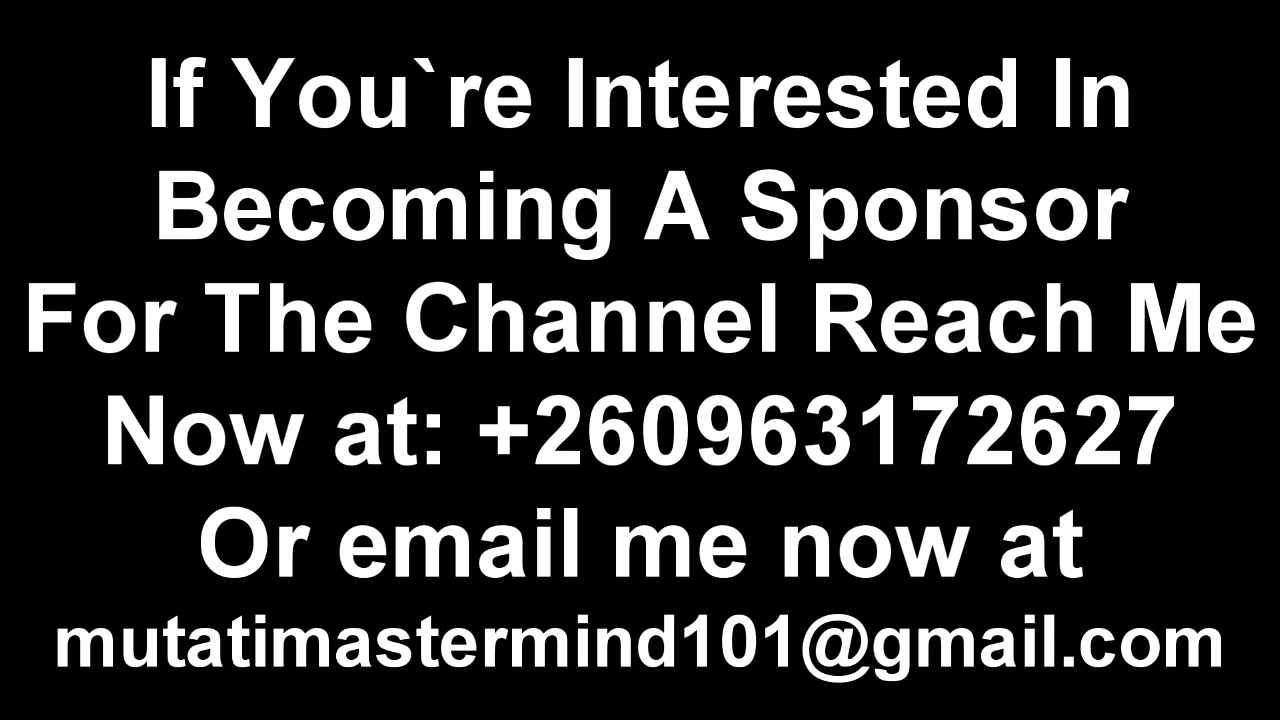 If You`re Interested In
Becoming A Sponsor
For The Channel Reach Me
Now at: +260963172627
Or email me now at
mutatimastermind101@gmail.com